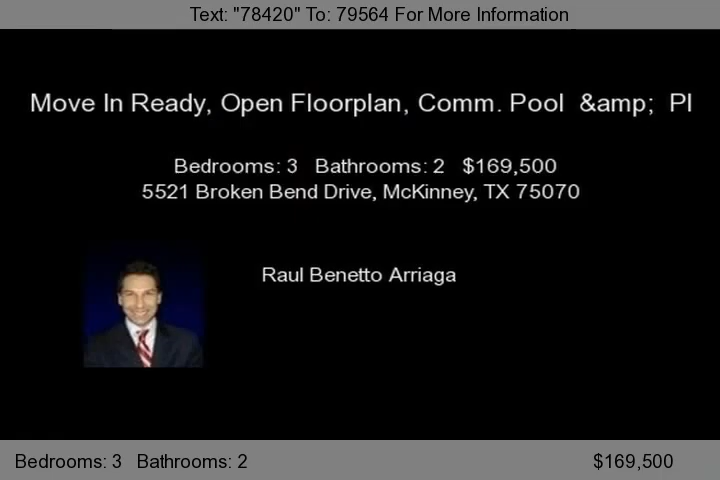 Text: "78420" To: 79564 For More Information
Move In Ready, Open Floorplan, Comm. Pool &amp;amp; Pl
Bedrooms: 3 Bathrooms: 2 $169,500
5521 Broken Bend Drive, McKinney, TX 75070
Raul Benetto Arriaga
Bedrooms: 3 Bathrooms: 2 $169,500